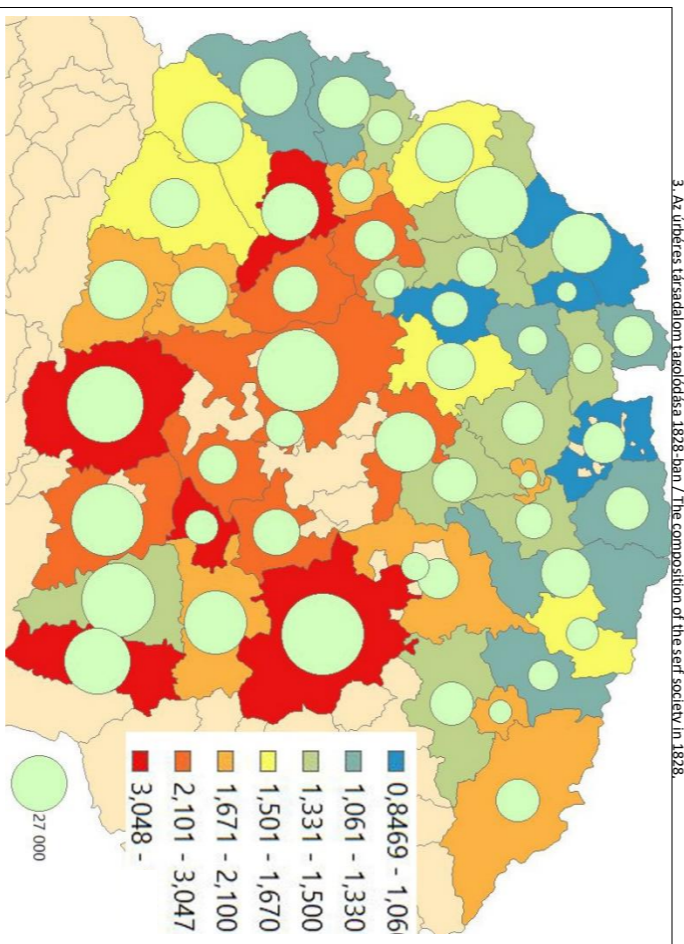 3. Az úrbéres társadalom tagolódása 1828-ban / The composition of the serf society in 1828.
0,8469 - 1,06
1,061 - 1,330
1,331 - 1,500
1,501 - 1,670
1,671 - 2,100
2,101 - 3,047
3,048 -
27 000